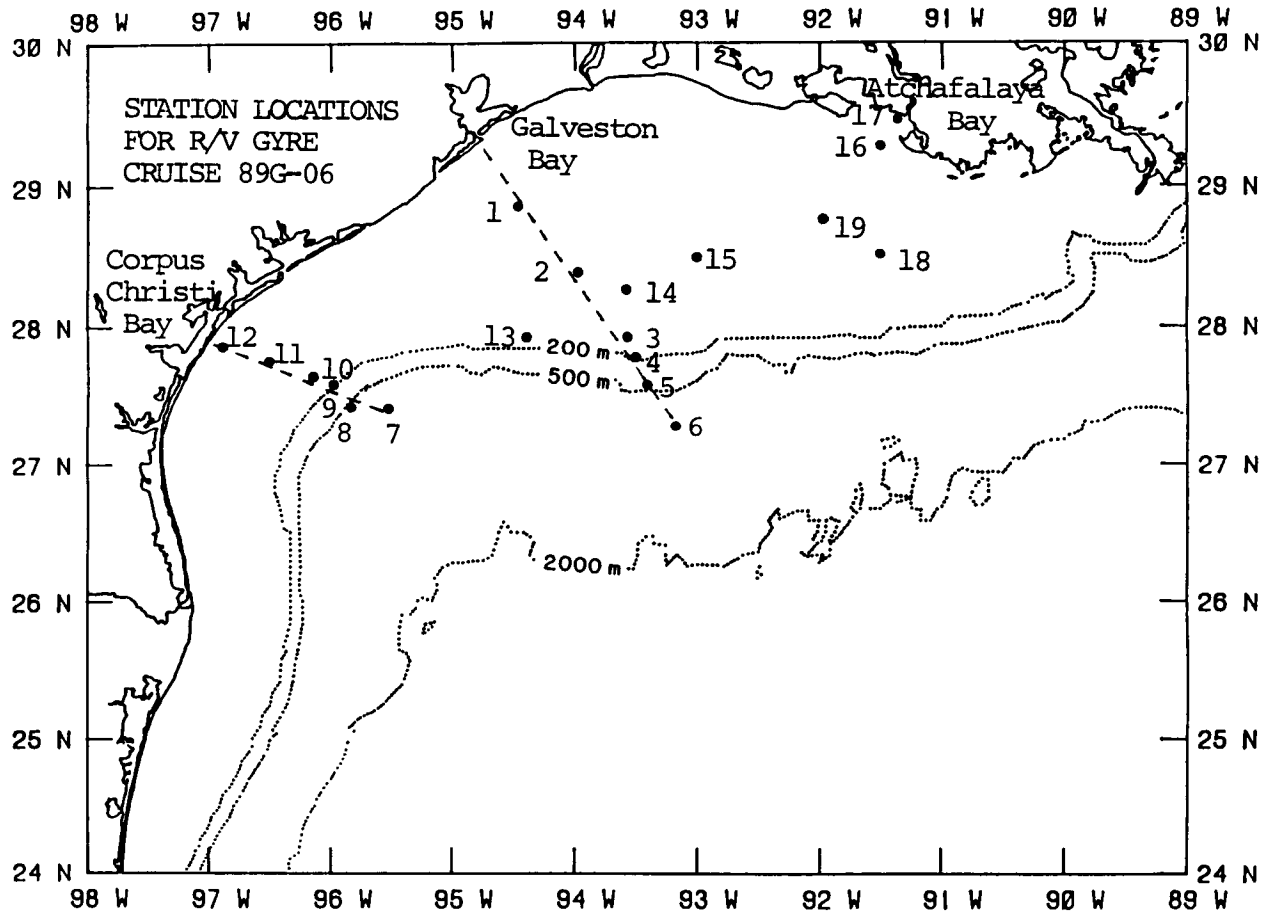 98 W 97 W 96 W 95 W 94 W 93 W 92 W 91 W 90 W 89 W
30 N 30 N
STATION LOCATIONS
FOR R/V GYRE
CRUISE 89G-06
Galveston
Bay
Atchafalaya
Bay
17
16
29 N 29 N
1
19
18
15
2
14
Corpus
Christi
Bay
28 N 28 N
12
11
10
13
3
200 m
4
500 m
5
9
8
7
6
27 N 27 N
2000 m
26 N 26 N
25 N 25 N
24 N 24 N
98 W 97 W 96 W 95 W 94 W 93 W 92 W 91 W 90 W 89 W